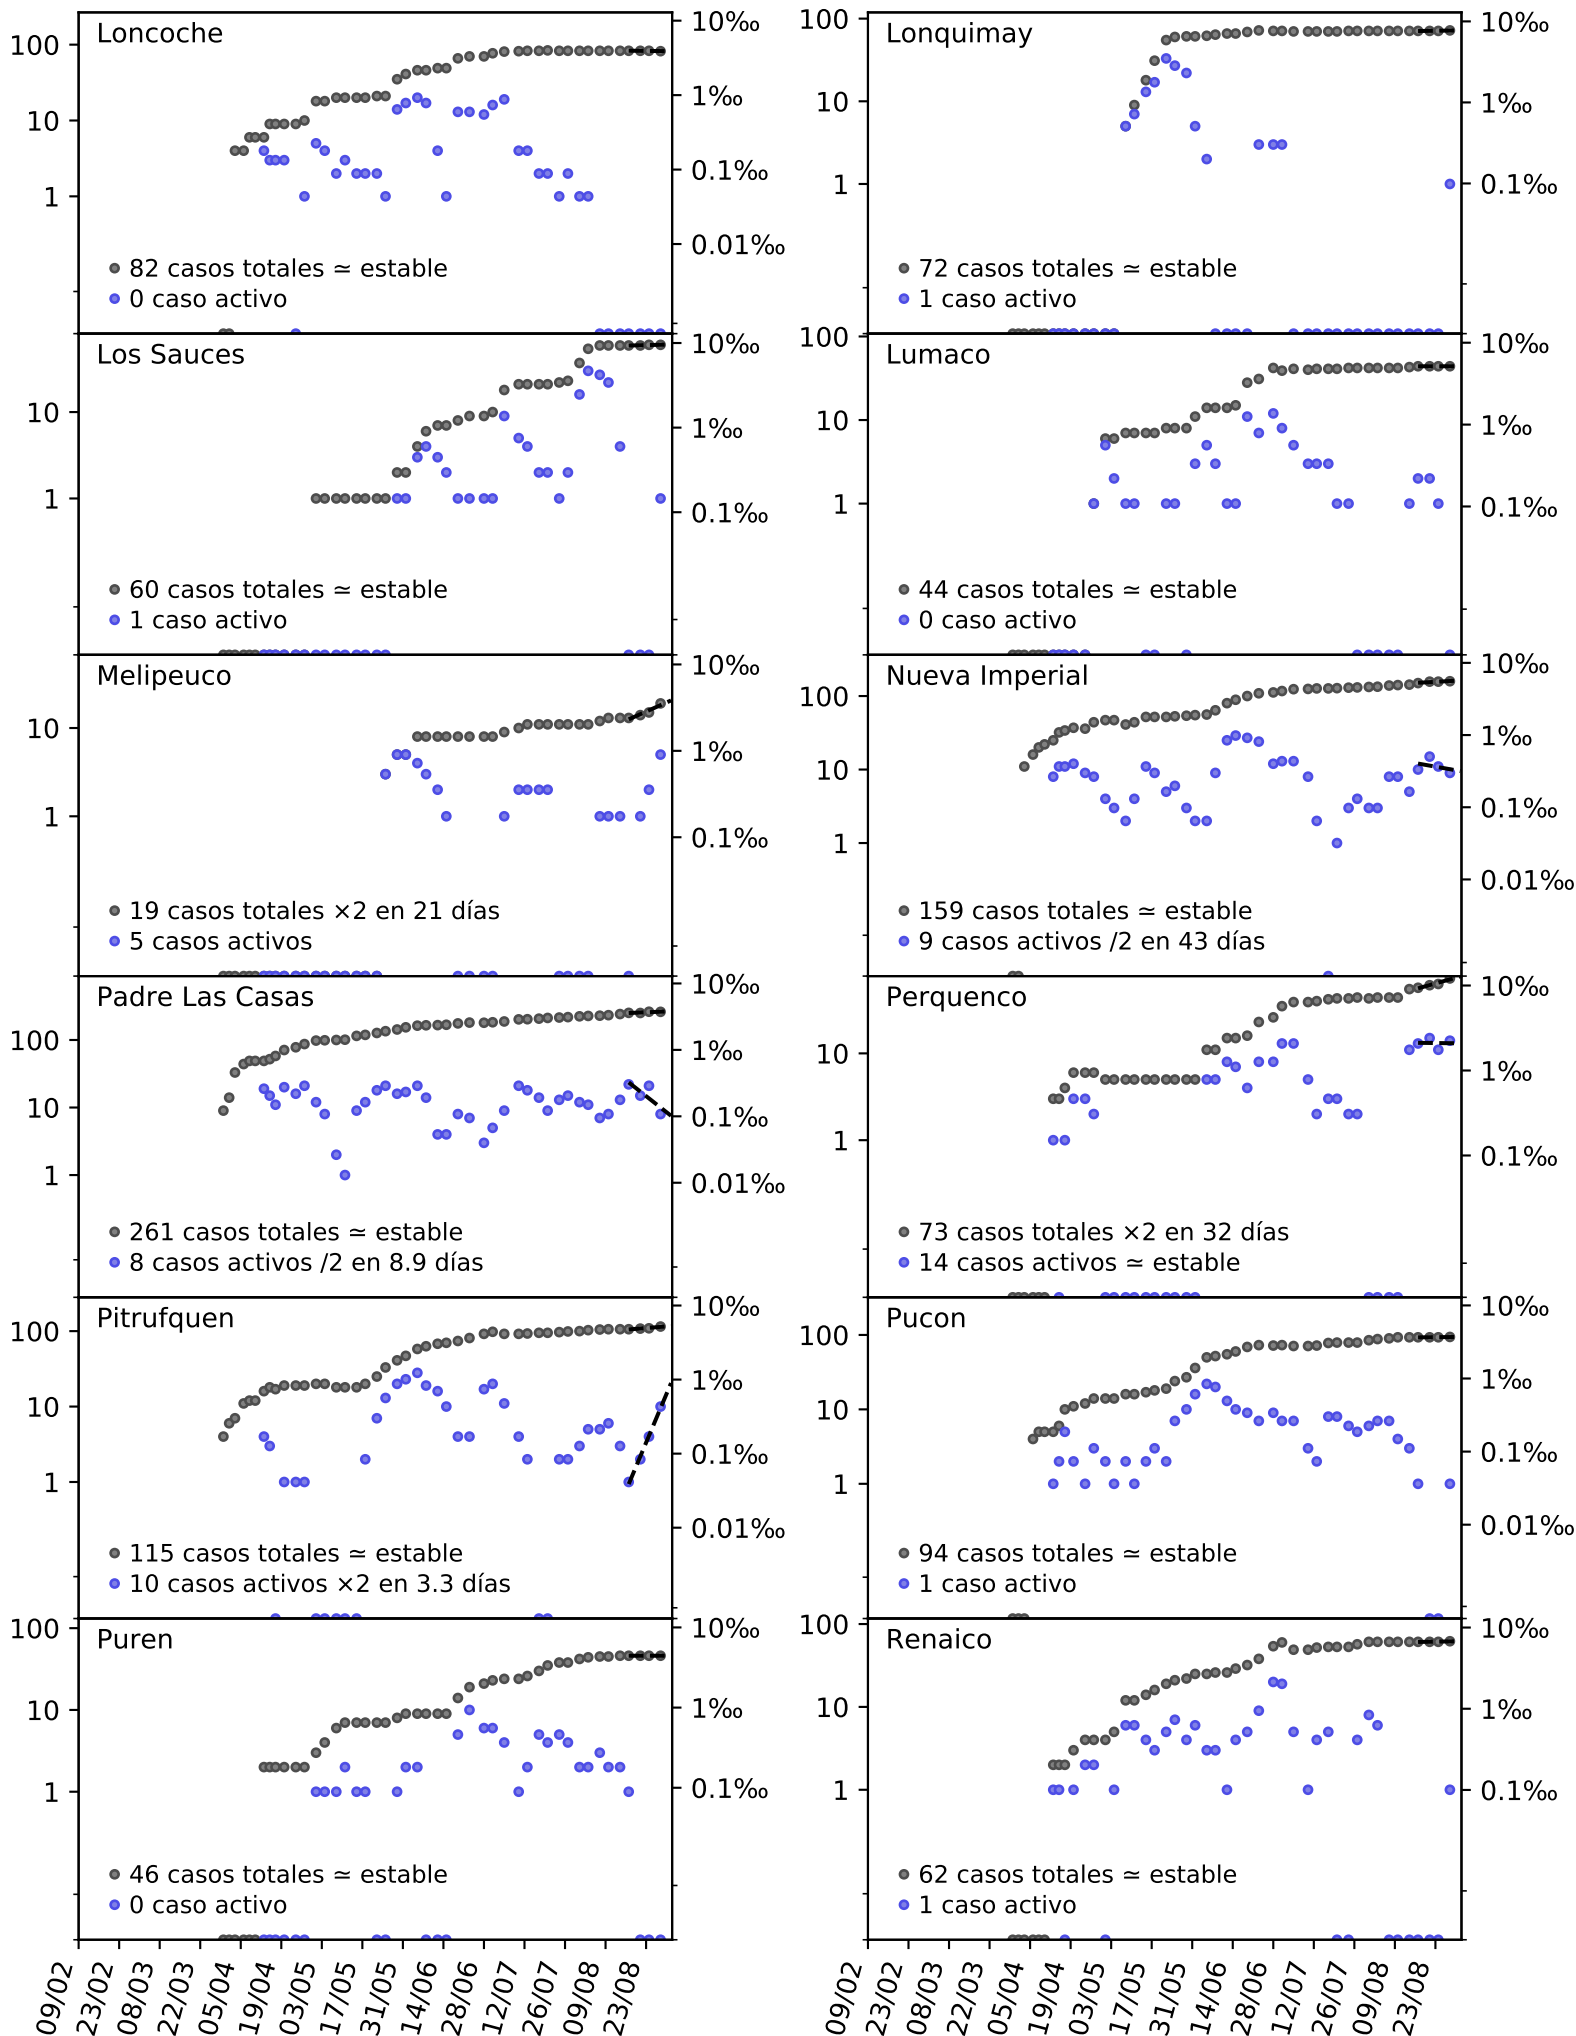 Loncoche
100
10
1
10‰
1‰
0.1‰
0.01‰
82 casos totales ≃ estable
0 caso activo
Lonquimay
100
10
1
10‰
1‰
0.1‰
72 casos totales ≃ estable
1 caso activo
Los Sauces
10
1
10‰
1‰
0.1‰
60 casos totales ≃ estable
1 caso activo
Lumaco
100
10
1
10‰
1‰
0.1‰
44 casos totales ≃ estable
0 caso activo
Melipeuco
10
1
10‰
1‰
0.1‰
19 casos totales ×2 en 21 días
5 casos activos
Nueva Imperial
100
10
1
10‰
1‰
0.1‰
0.01‰
159 casos totales ≃ estable
9 casos activos /2 en 43 días
Padre Las Casas
100
10
1
10‰
1‰
0.1‰
0.01‰
261 casos totales ≃ estable
8 casos activos /2 en 8.9 días
Perquenco
10
1
10‰
1‰
0.1‰
73 casos totales ×2 en 32 días
14 casos activos ≃ estable
Pitrufquen
100
10
1
10‰
1‰
0.1‰
0.01‰
115 casos totales ≃ estable
10 casos activos ×2 en 3.3 días
Pucon
100
10
1
10‰
1‰
0.1‰
0.01‰
94 casos totales ≃ estable
1 caso activo
Puren
100
10
1
10‰
1‰
0.1‰
46 casos totales ≃ estable
0 caso activo
Renaico
100
10
1
10‰
1‰
0.1‰
62 casos totales ≃ estable
1 caso activo
09/02
23/02
08/03
22/03
05/04
19/04
03/05
17/05
31/05
14/06
28/06
12/07
26/07
09/08
23/08
09/02
23/02
08/03
22/03
05/04
19/04
03/05
17/05
31/05
14/06
28/06
12/07
26/07
09/08
23/08